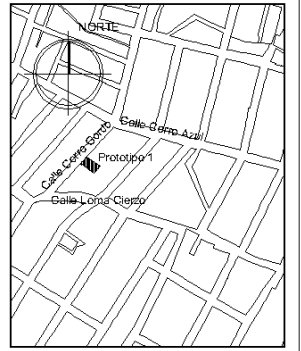 NORTE
Calle Cerro Azul
Calle Cerro Gordo
Prototipo 1
Calle Loma Cierzo